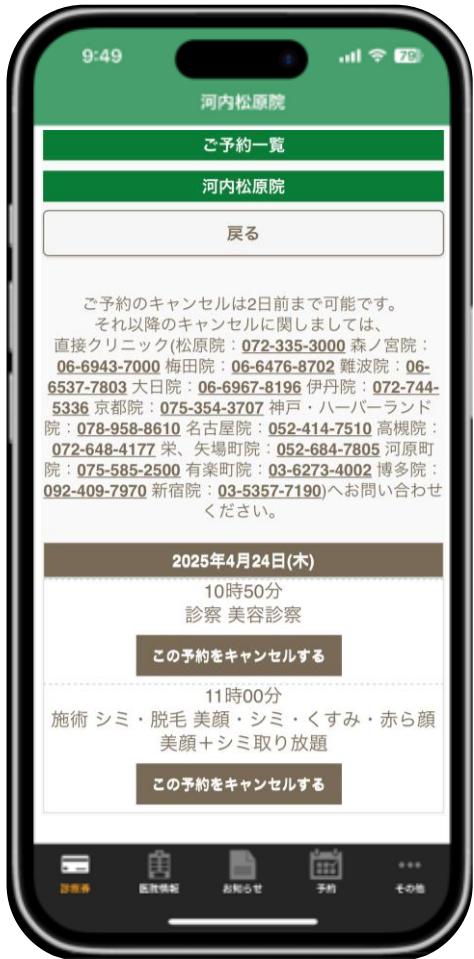 9:49
79
河内松原院
ご予約一覧
河内松原院
戻る
ご予約のキャンセルは2日前まで可能です。
それ以降のキャンセルに関しましては、
直接クリニック(松原院：072-335-3000 森ノ宮院：
06-6943-7000 梅田院：06-6476-8702 難波院：06-
6537-7803 大日院：06-6967-8196 伊丹院：072-744-
5336 京都院：075-354-3707 神戸・ハーバーランド
院：078-958-8610 名古屋院：052-414-7510 高槻院：
072-648-4177 栄、矢場町院：052-684-7805 河原町
院：075-585-2500 有楽町院：03-6273-4002 博多院：
092-409-7970 新宿院：03-5357-7190)へお問い合わせ
ください。
2025年4月24日(木)
10時50分
診察 美容診察
この予約をキャンセルする
11時00分
施術 シミ・脱毛 美顔・シミ・くすみ・赤ら顔
美顔＋シミ取り放題
この予約をキャンセルする
診察券 医院情報 お知らせ 予約 その他